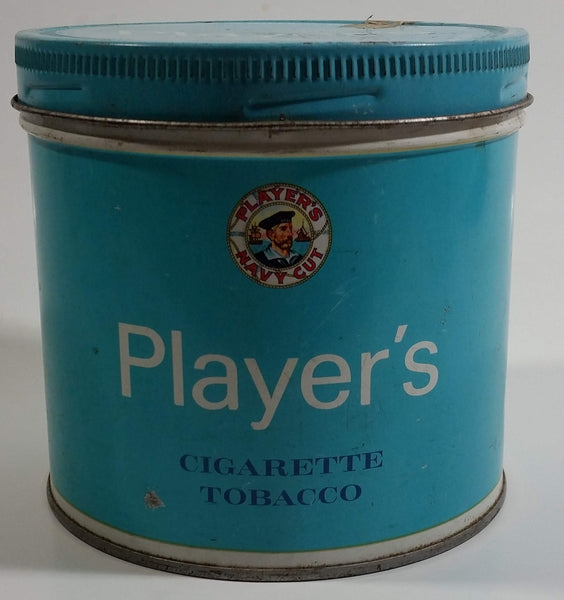 PLAYER'S
NAVY CUT
Player's
CIGARETTE
TOBACCO